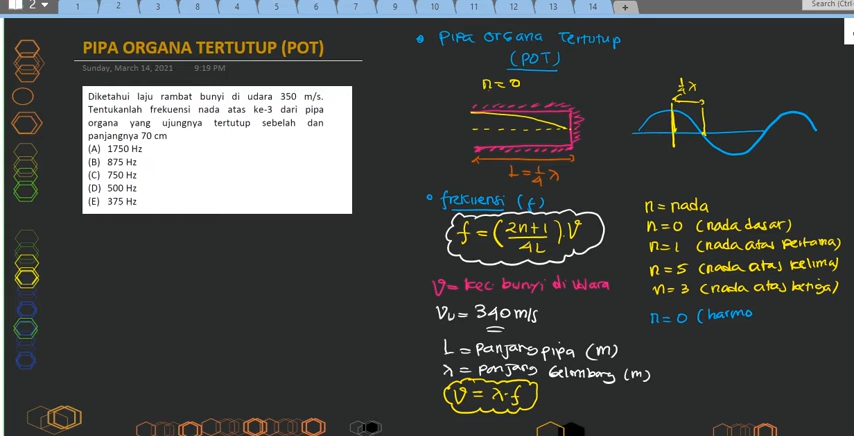 2
1
2
3
4
5
6
8
7
9
10
11
12
13
14
+
Search (Ctrl
PIPA ORGANA TERTUTUP (POT)
Sunday, March 14, 2021 9:19 PM
Diketahui laju rambat bunyi di udara 350 m/s.
Tentukanlah frekuensi nada atas ke-3 dari pipa
organa yang ujungnya tertutup sebelah dan
panjangnya 70 cm
(A) 1750 Hz
(B) 875 Hz
(C) 750 Hz
(D) 500 Hz
(E) 375 Hz
Pipa Organa Tertutup
(POT)
n=0
L = 1/4 λ
1/4 λ
frekuensi (f)
f = (2n+1 / 4L) . V
V = kec. bunyi di udara
Vu = 340 m/s
L = panjang pipa (m)
λ = panjang gelombang (m)
V = λ.f
n = nada
n=0 (nada dasar)
n=1 (nada atas pertama)
n=5 (nada atas kelima)
n=3 (nada atas ketiga)
n=0 (harmo